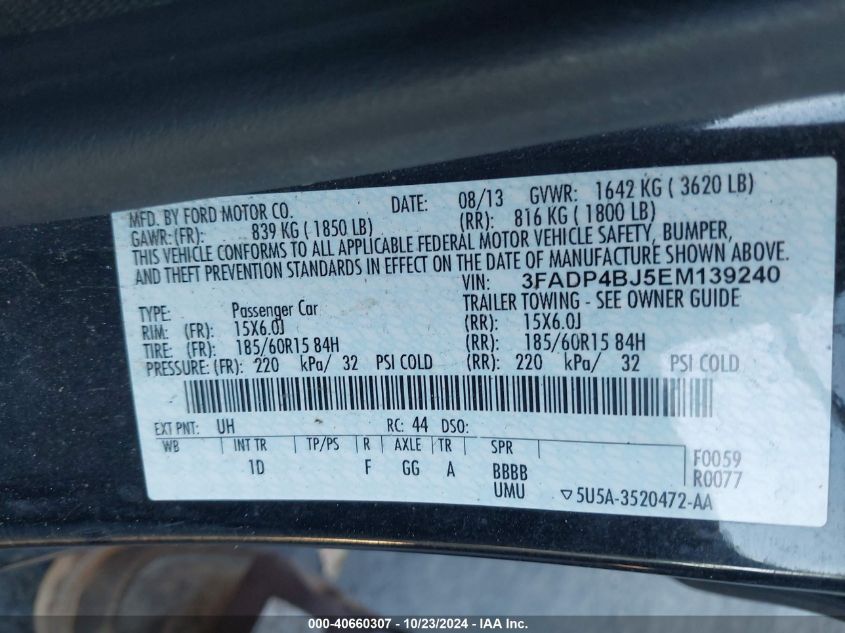 MFD. BY FORD MOTOR CO. DATE: 08/13 GVWR: 1642 KG ( 3620 LB)
GAWR: (FR): 839 KG ( 1850 LB) (RR): 816 KG ( 1800 LB)
THIS VEHICLE CONFORMS TO ALL APPLICABLE FEDERAL MOTOR VEHICLE SAFETY, BUMPER,
AND THEFT PREVENTION STANDARDS IN EFFECT ON THE DATE OF MANUFACTURE SHOWN ABOVE.
VIN: 3FADP4BJ5EM139240
TYPE: Passenger Car TRAILER TOWING - SEE OWNER GUIDE
RIM: (FR): 15X6.0J (RR): 15X6.0J
TIRE: (FR): 185/60R15 84H (RR): 185/60R15 84H
PRESSURE: (FR): 220 kPa/ 32 PSI COLD (RR): 220 kPa/ 32 PSI COLD
EXT PNT: UH RC: 44 DSO:
WB INT TR TP/PS R AXLE TR SPR
1D F GG A BBBB
UMU
F0059
R0077
▽5U5A-3520472-AA
000-40660307 - 10/23/2024 - IAA Inc.